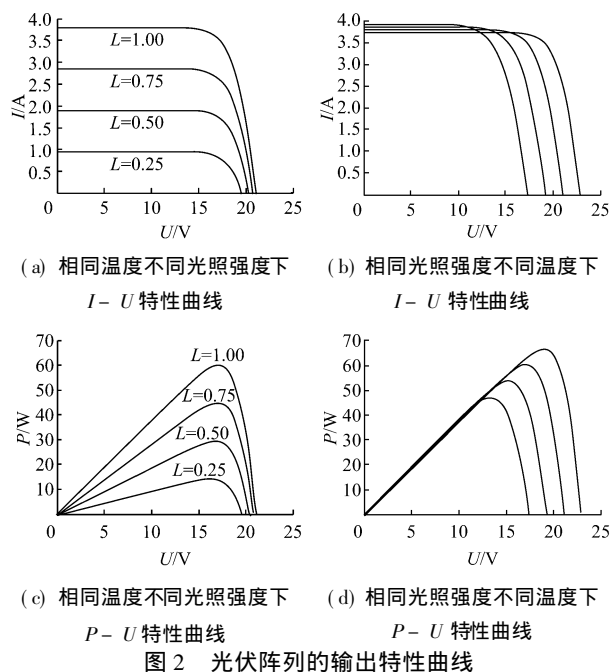 4.0
3.5
3.0
2.5
2.0
1.5
1.0
0.5
I/A
L=1.00
L=0.75
L=0.50
L=0.25
0 5 10 15 20 25
U/V
4.0
3.5
3.0
2.5
2.0
1.5
1.0
0.5
I/A
0 5 10 15 20 25
U/V
(a) 相同温度不同光照强度下
I- U 特性曲线
(b) 相同光照强度不同温度下
I- U 特性曲线
70
60
50
40
30
20
10
P/W
L=1.00
L=0.75
L=0.50
L=0.25
0 5 10 15 20 25
U/V
70
60
50
40
30
20
10
P/W
0 5 10 15 20 25
U/V
(c) 相同温度不同光照强度下
P- U 特性曲线
(d) 相同光照强度不同温度下
P- U 特性曲线
图 2 光伏阵列的输出特性曲线